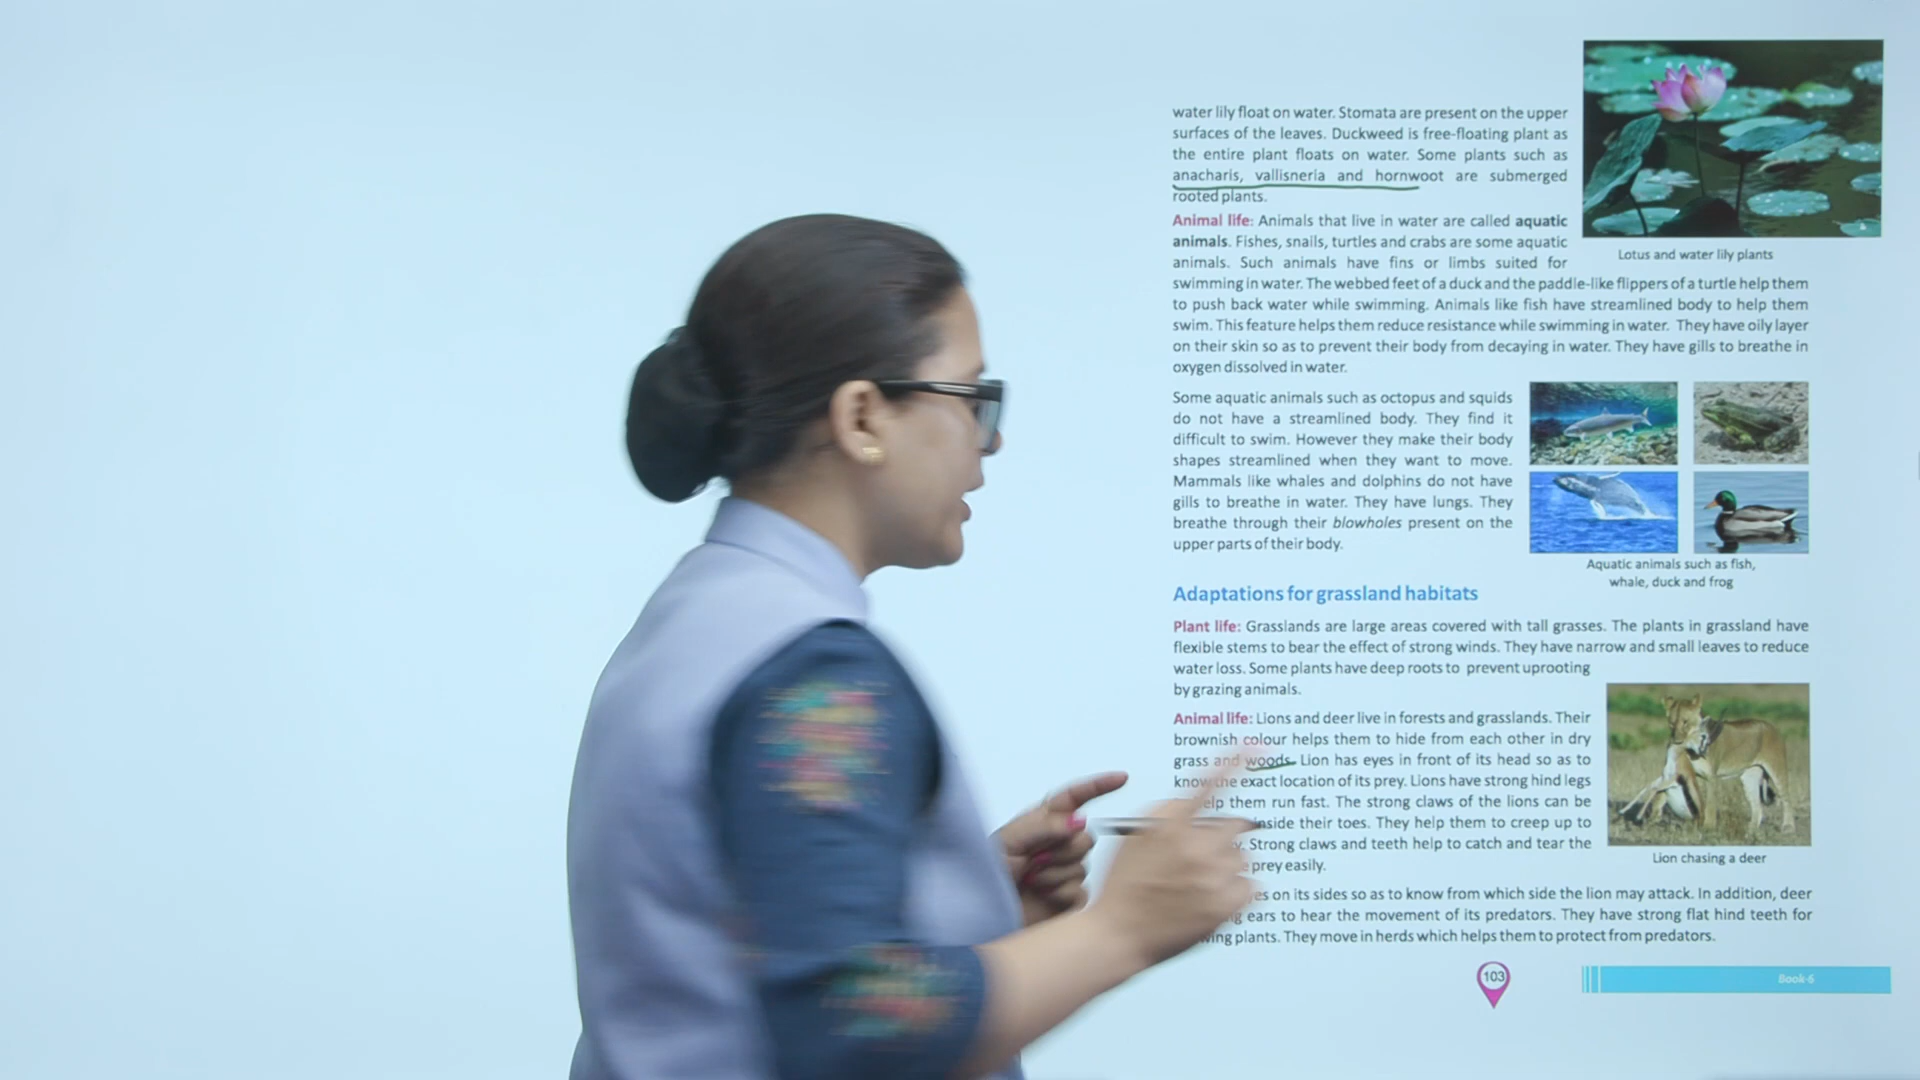 water lily float on water. Stomata are present on the upper
surfaces of the leaves. Duckweed is free-floating plant as
the entire plant floats on water. Some plants such as
anacharis, vallisneria and hornwoot are submerged
rooted plants.
Lotus and water lily plants
Animal life: Animals that live in water are called aquatic
animals. Fishes, snails, turtles and crabs are some aquatic
animals. Such animals have fins or limbs suited for
swimming in water. The webbed feet of a duck and the paddle-like flippers of a turtle help them
to push back water while swimming. Animals like fish have streamlined body to help them
swim. This feature helps them reduce resistance while swimming in water. They have oily layer
on their skin so as to prevent their body from decaying in water. They have gills to breathe in
oxygen dissolved in water.
Some aquatic animals such as octopus and squids
do not have a streamlined body. They find it
difficult to swim. However they make their body
shapes streamlined when they want to move.
Mammals like whales and dolphins do not have
gills to breathe in water. They have lungs. They
breathe through their blowholes present on the
upper parts of their body.
Aquatic animals such as fish,
whale, duck and frog
Adaptations for grassland habitats
Plant life: Grasslands are large areas covered with tall grasses. The plants in grassland have
flexible stems to bear the effect of strong winds. They have narrow and small leaves to reduce
water loss. Some plants have deep roots to prevent uprooting
by grazing animals.
Animal life: Lions and deer live in forests and grasslands. Their
brownish colour helps them to hide from each other in dry
grass and woods. Lion has eyes in front of its head so as to
know the exact location of its prey. Lions have strong hind legs
them run fast. The strong claws of the lions can be
inside their toes. They help them to creep up to
Strong claws and teeth help to catch and tear the
prey easily.
Lion chasing a deer
on its sides so as to know from which side the lion may attack. In addition, deer
ears to hear the movement of its predators. They have strong flat hind teeth for
plants. They move in herds which helps them to protect from predators.
103
Book-6